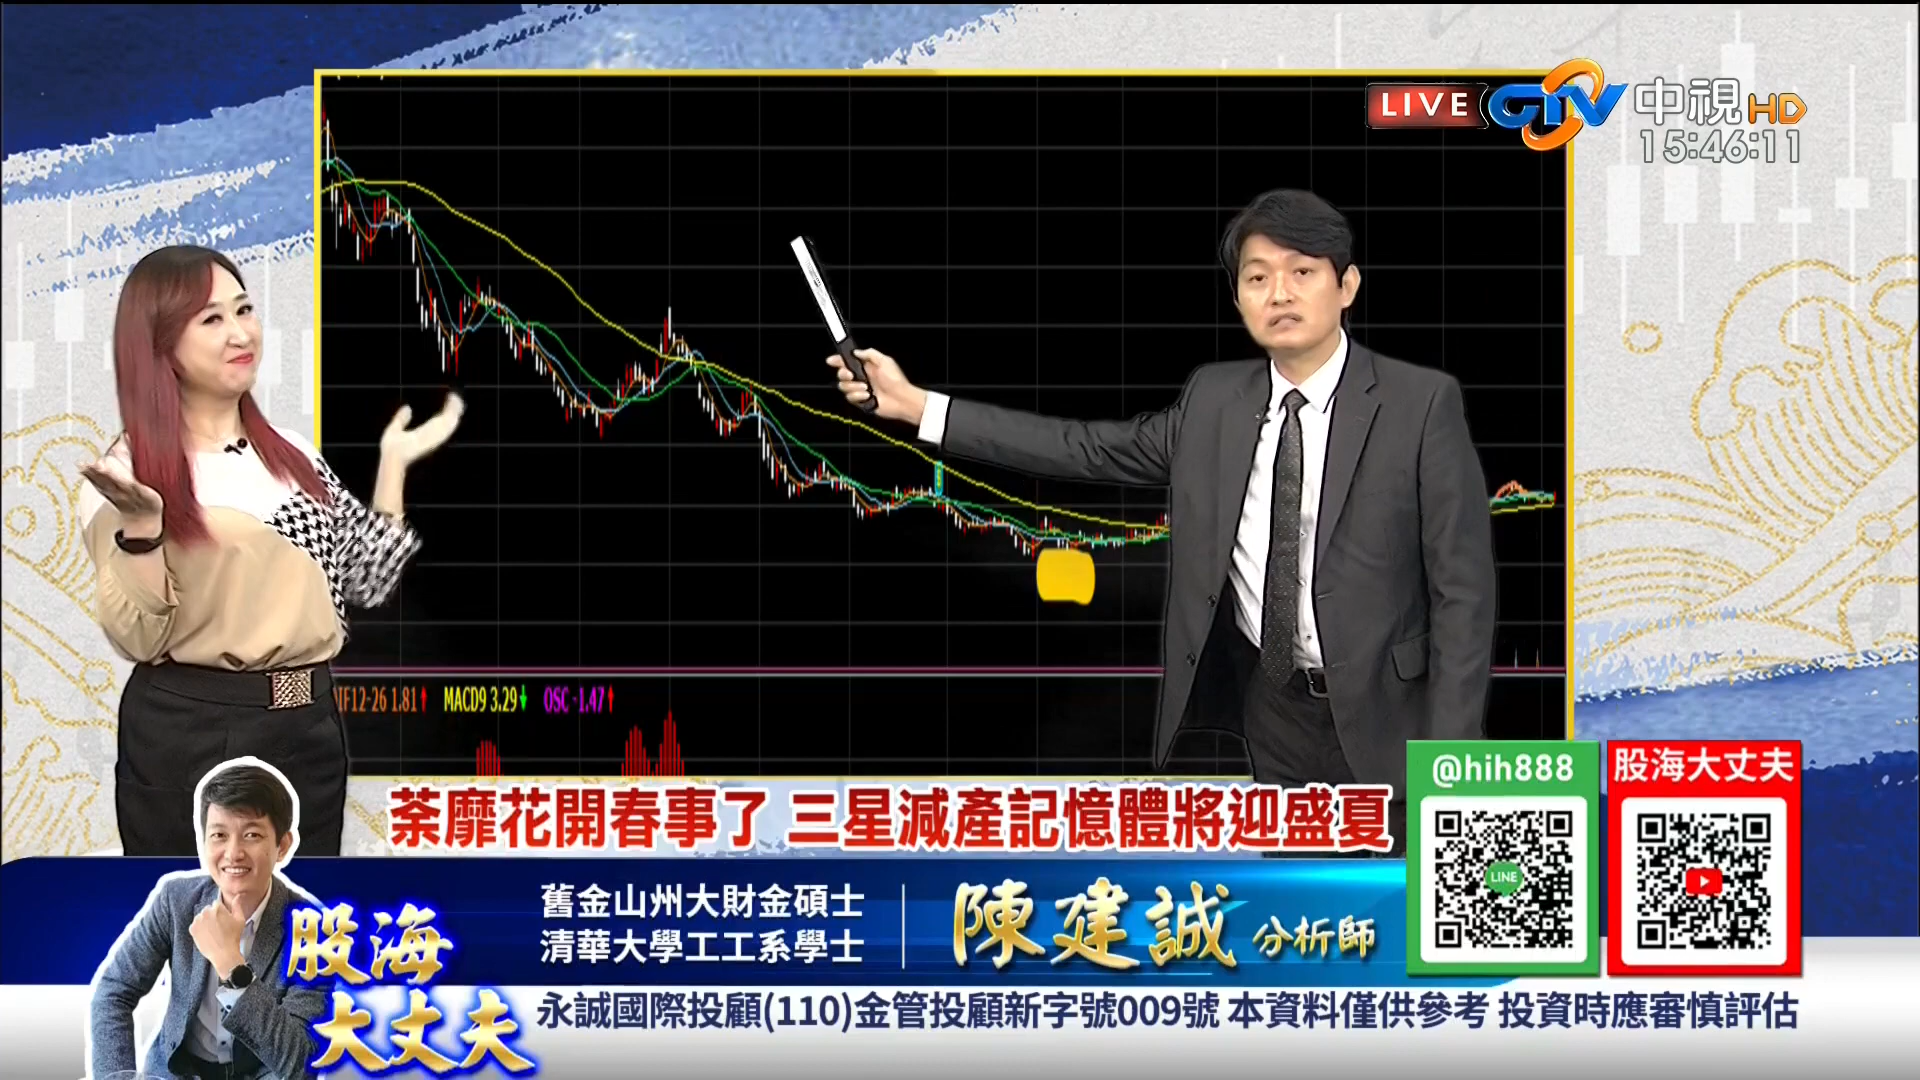 LIVE CTV 中視HD
15:46:11
IF12-26 1.81↑ MACD9 3.29↓ OSC -1.47↑
荼靡花開春事了 三星減產記憶體將迎盛夏
@hih888
LINE
股海大丈夫
舊金山州大財金碩士
清華大學工工系學士
陳建誠 分析師
股海
大丈夫
永誠國際投顧(110)金管投顧新字號009號 本資料僅供參考 投資時應審慎評估